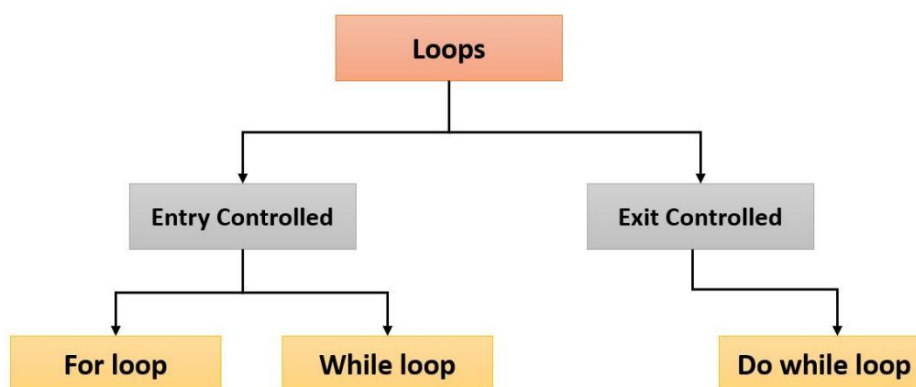 Loops
Entry Controlled
Exit Controlled
For loop
While loop
Do while loop